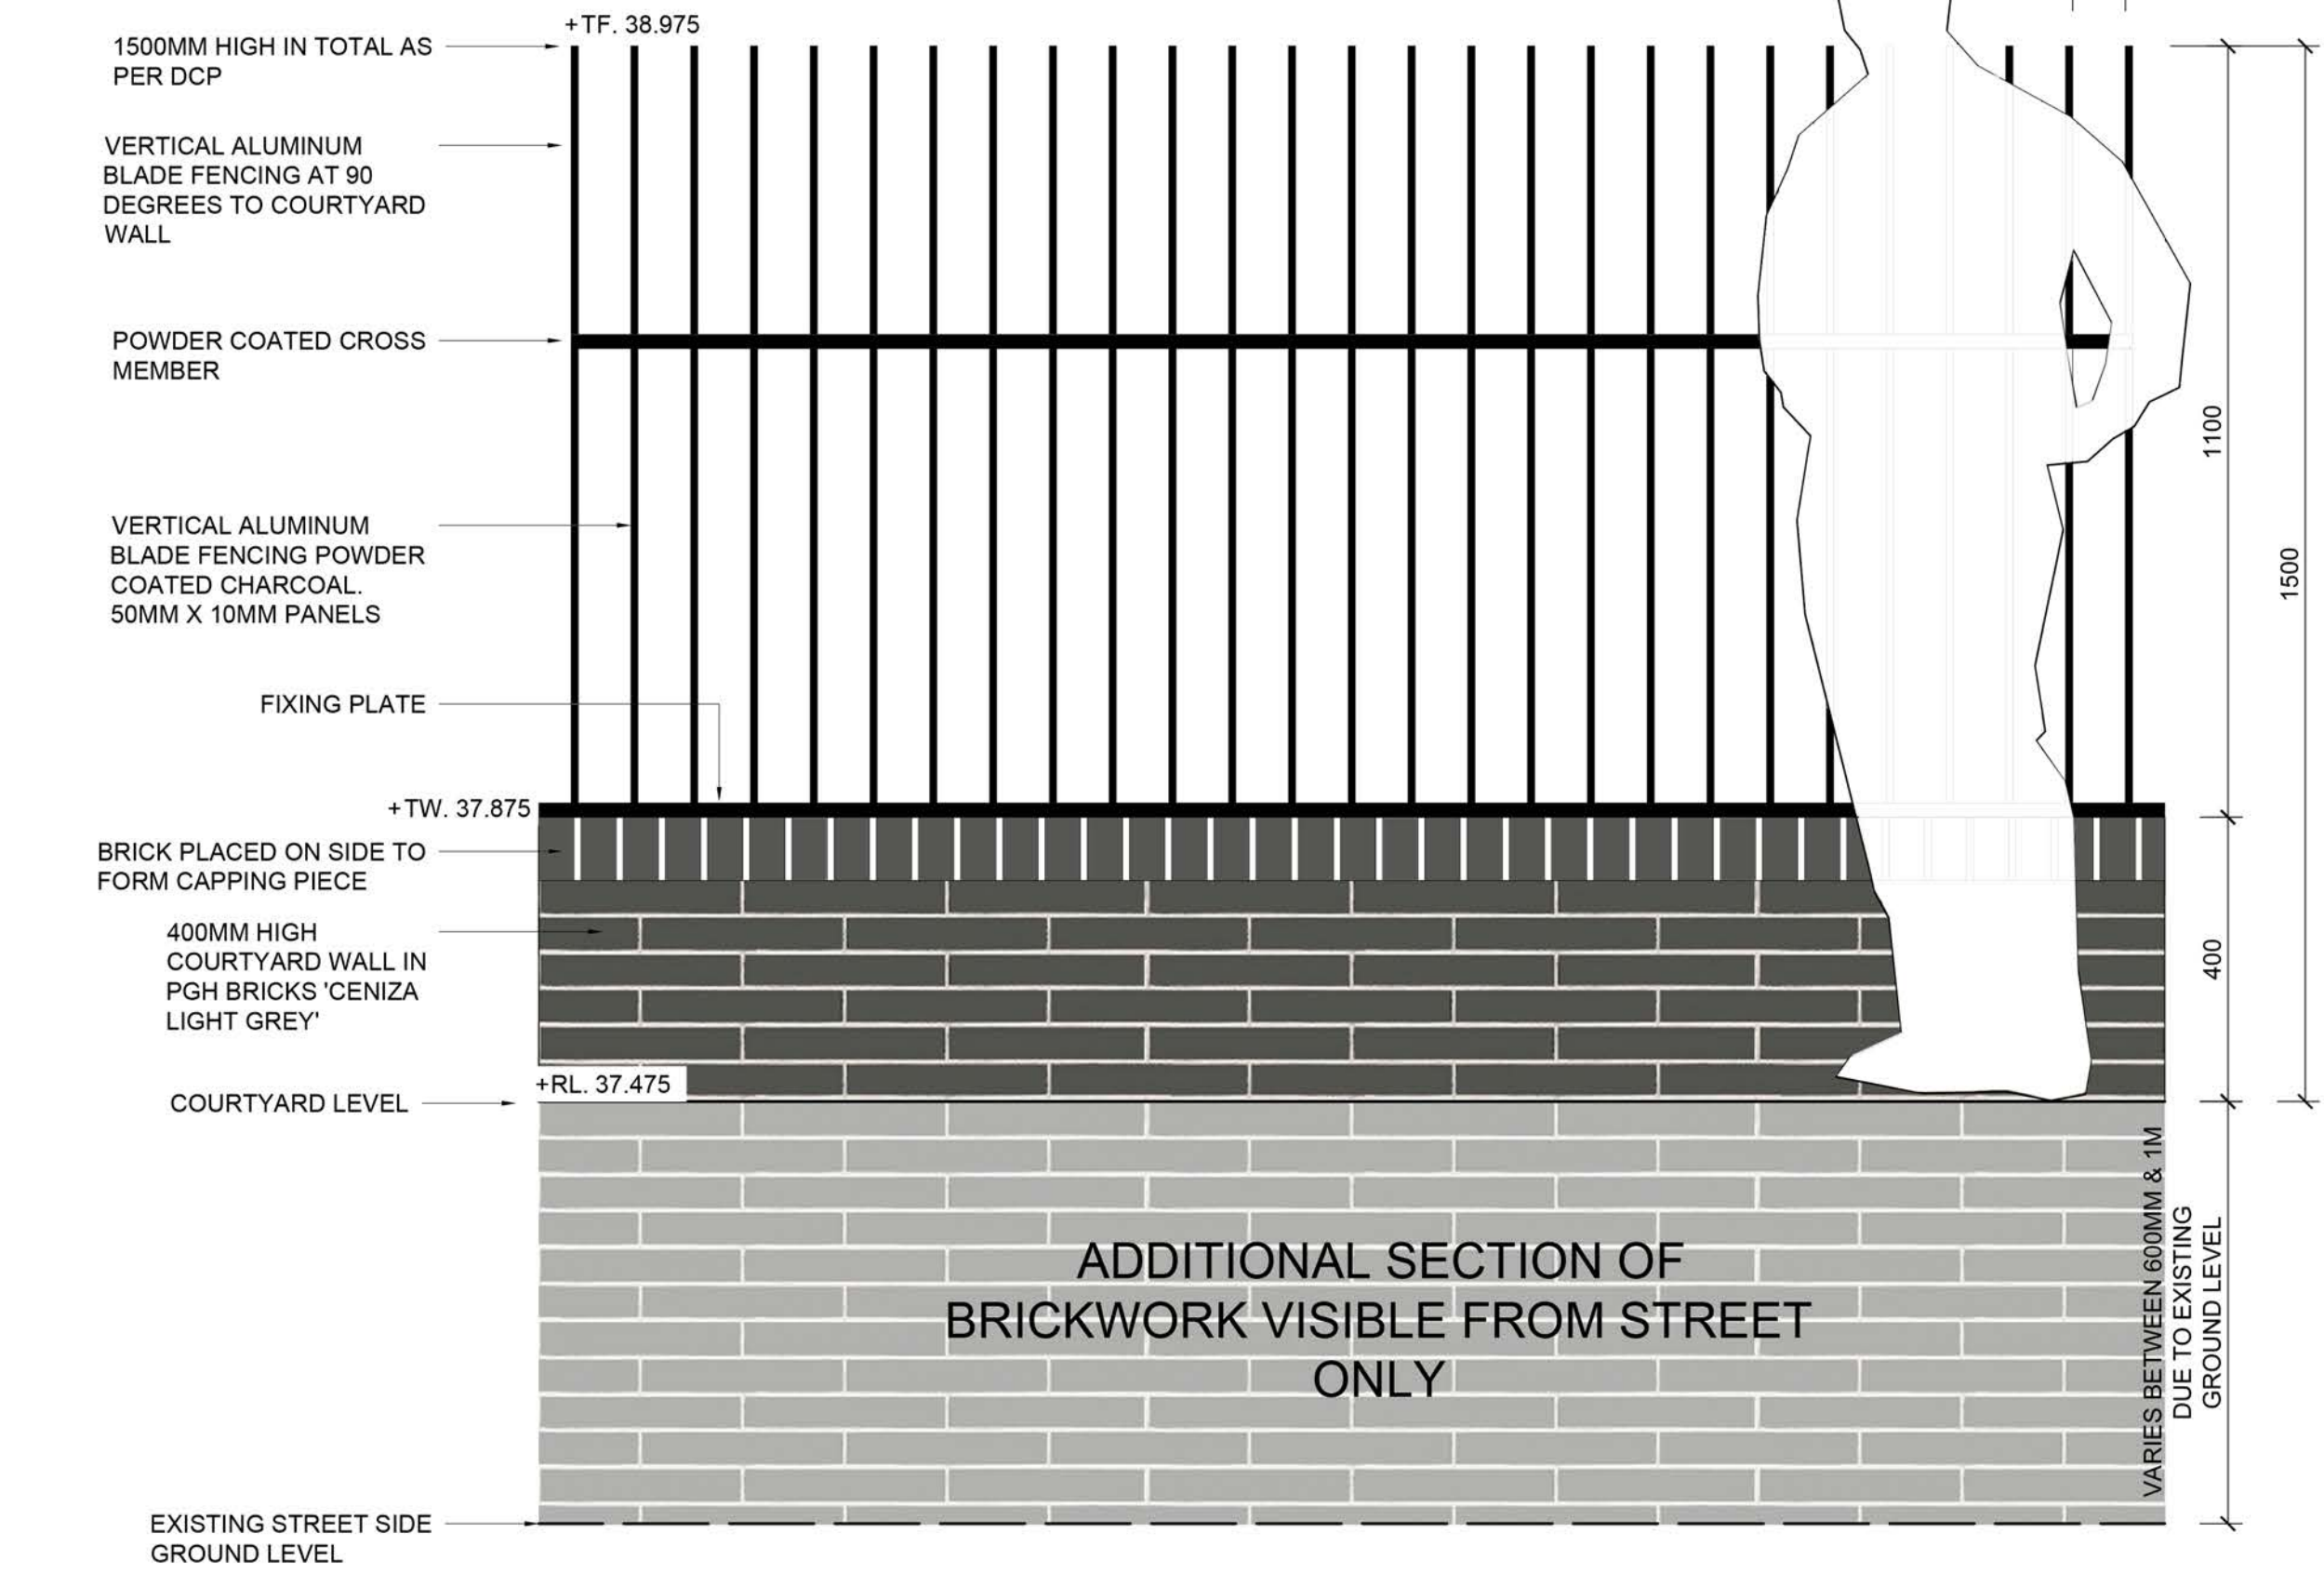 +TF. 38.975
1500MM HIGH IN TOTAL AS
PER DCP
VERTICAL ALUMINUM
BLADE FENCING AT 90
DEGREES TO COURTYARD
WALL
POWDER COATED CROSS
MEMBER
VERTICAL ALUMINUM
BLADE FENCING POWDER
COATED CHARCOAL.
50MM X 10MM PANELS
FIXING PLATE
+TW. 37.875
BRICK PLACED ON SIDE TO
FORM CAPPING PIECE
400MM HIGH
COURTYARD WALL IN
PGH BRICKS 'CENIZA
LIGHT GREY'
+RL. 37.475
COURTYARD LEVEL
EXISTING STREET SIDE
GROUND LEVEL
ADDITIONAL SECTION OF
BRICKWORK VISIBLE FROM STREET
ONLY
1100
1500
400
VARIES BETWEEN 600MM & 1M
DUE TO EXISTING
GROUND LEVEL